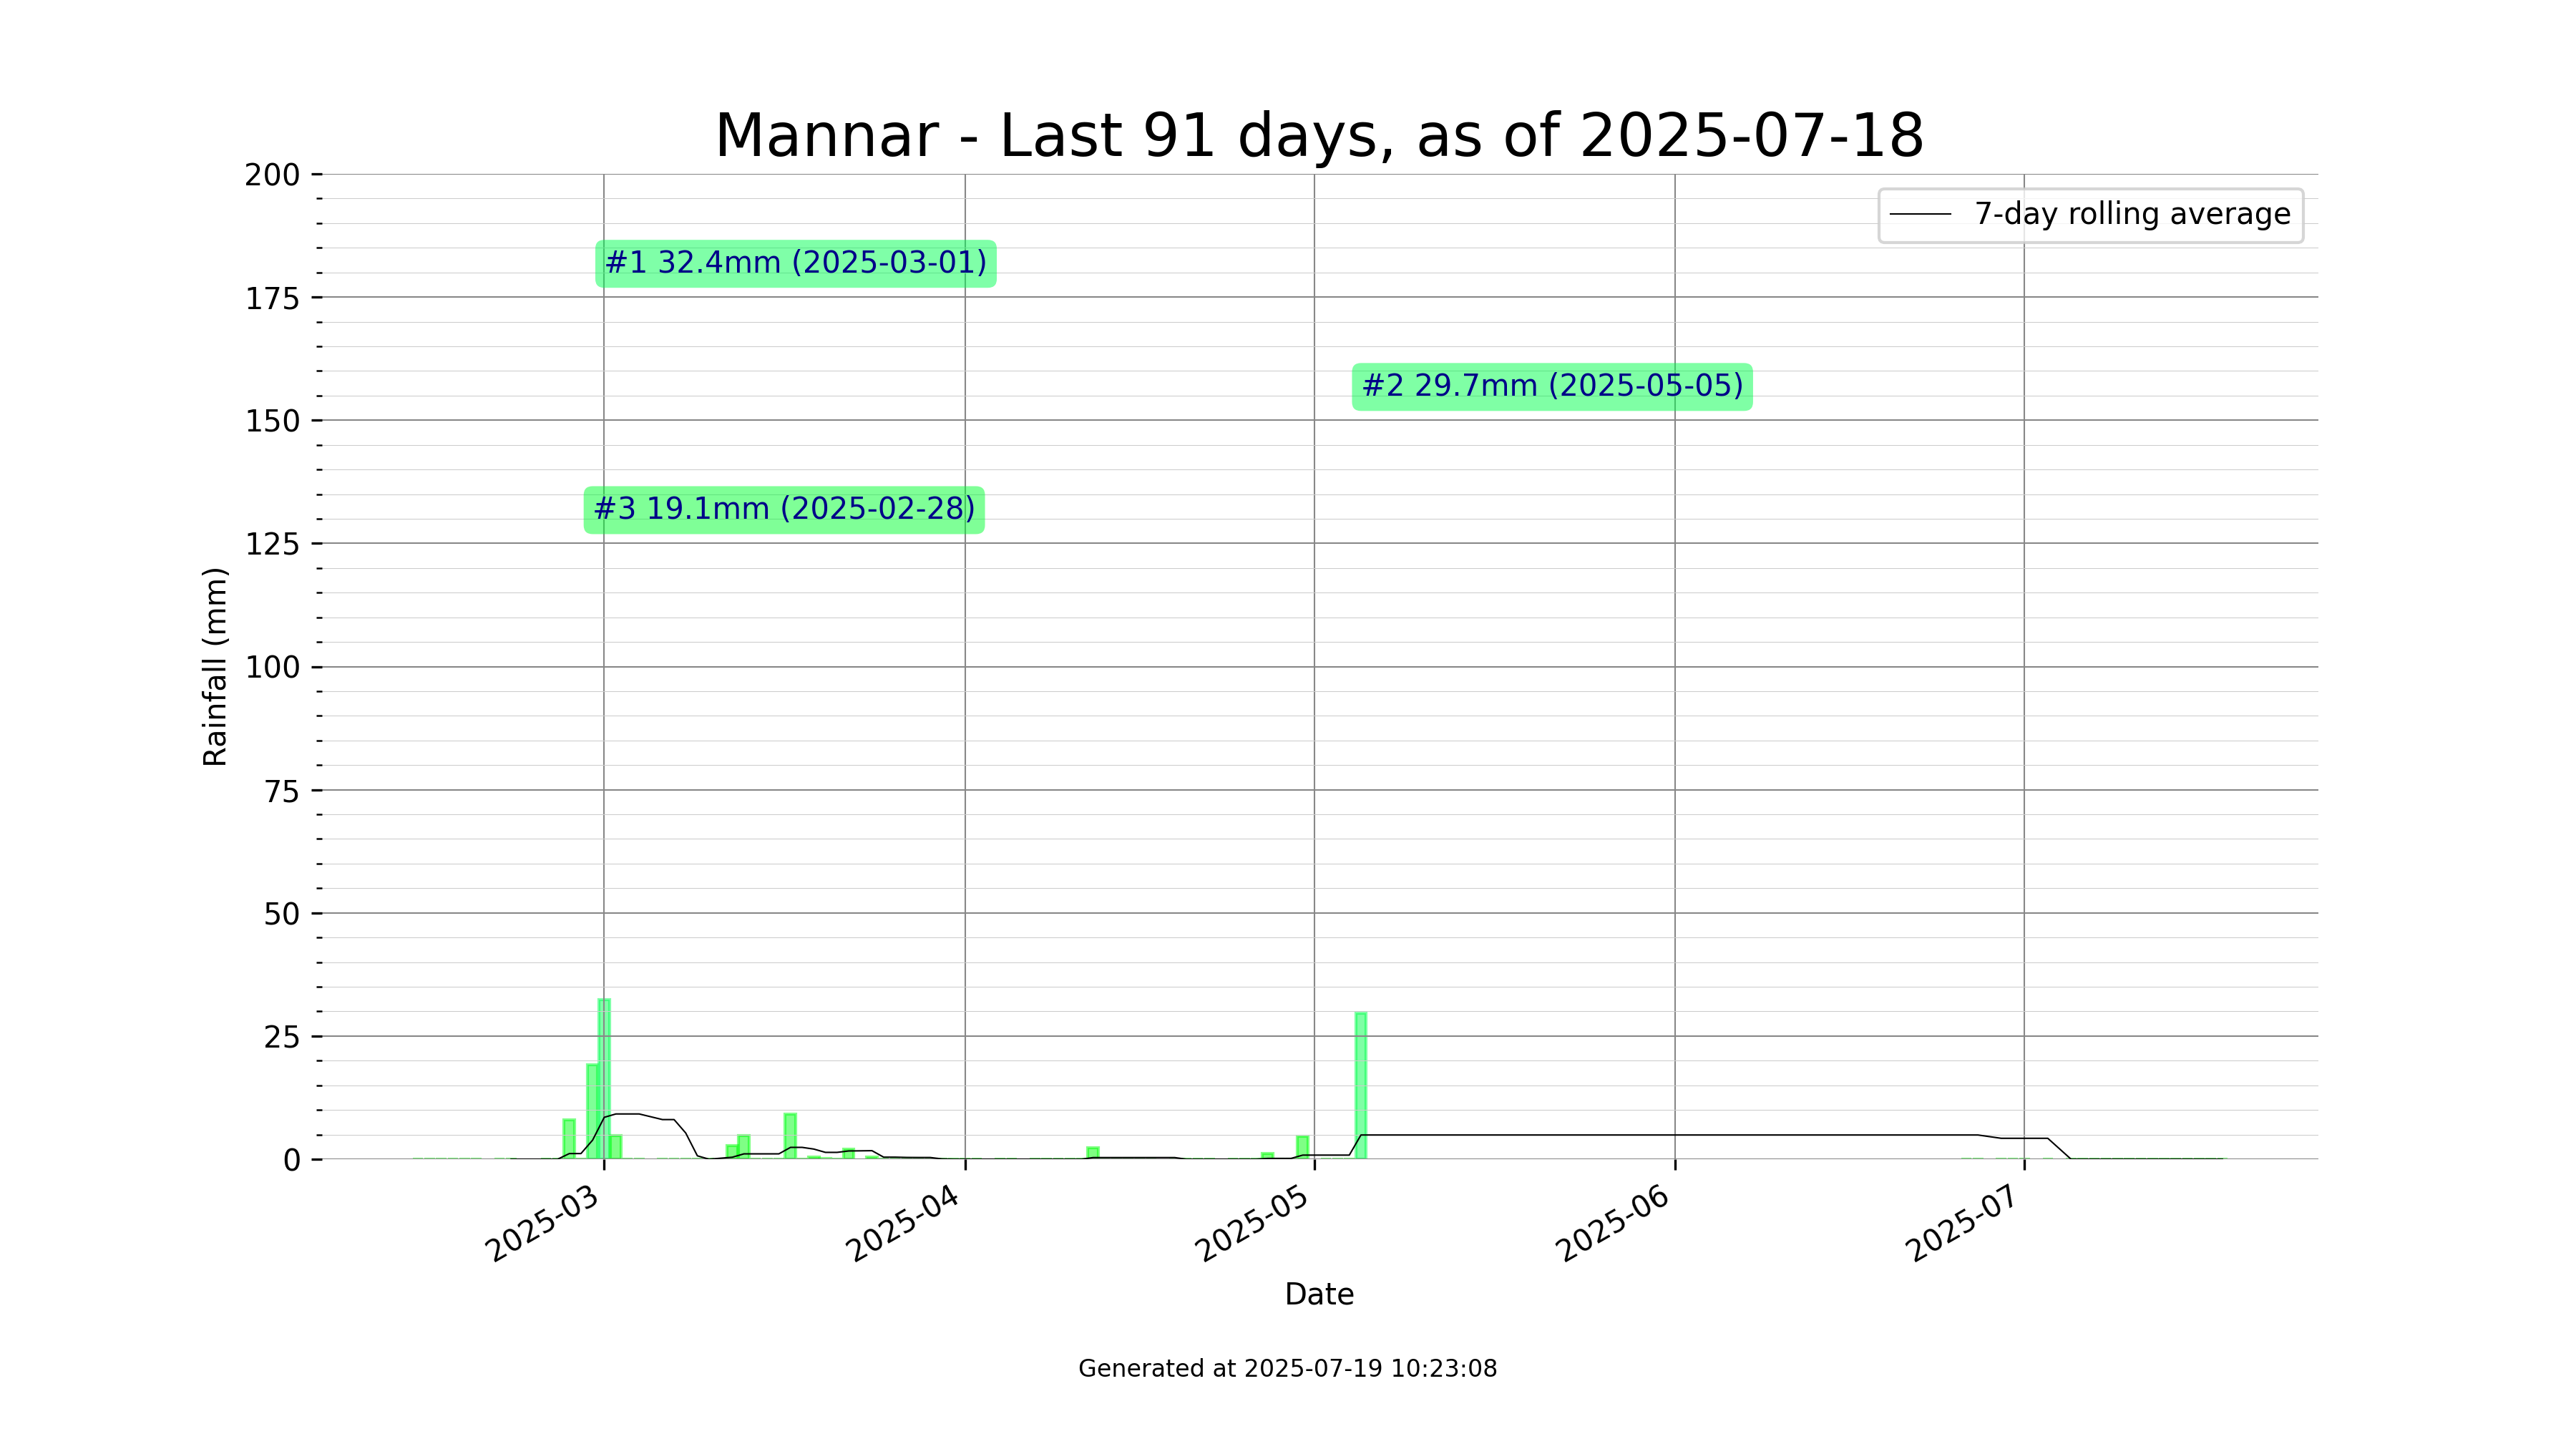 Mannar - Last 91 days, as of 2025-07-18
7-day rolling average
#1 32.4mm (2025-03-01)
#2 29.7mm (2025-05-05)
#3 19.1mm (2025-02-28)
Rainfall (mm)
200
175
150
125
100
75
50
25
0
2025-03
2025-04
2025-05
2025-06
2025-07
Date
Generated at 2025-07-19 10:23:08